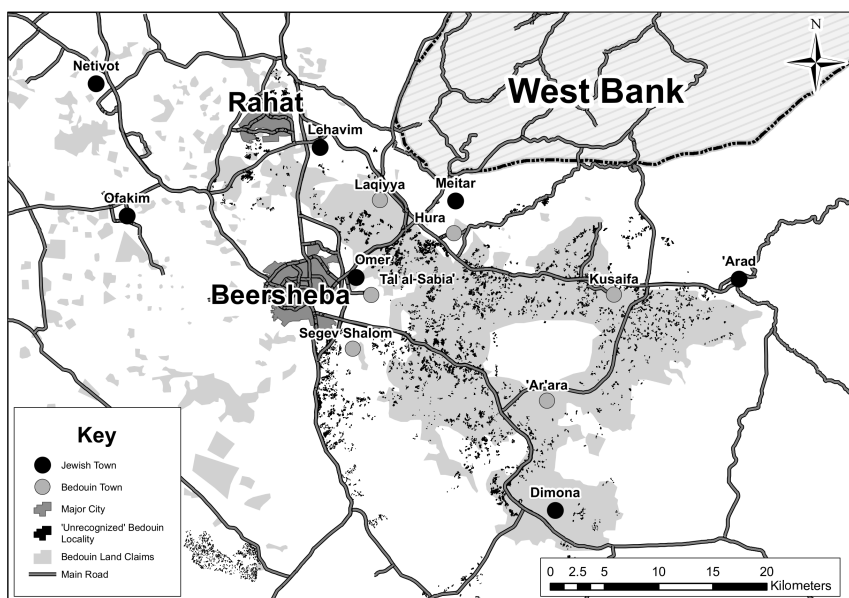 N
Netivot
West Bank
Rahat
Lehavim
Laqiyya
Meitar
Ofakim
Hura
Omer
'Arad
Tal'al-Sabia'
Kusaifa
Beersheba
Segev Shalom
'Ar'ara
Dimona
Key
Jewish Town
Bedouin Town
Major City
'Unrecognized' Bedouin
Locality
Bedouin Land Claims
Main Road
0 2.5 5 10 15 20
Kilometers